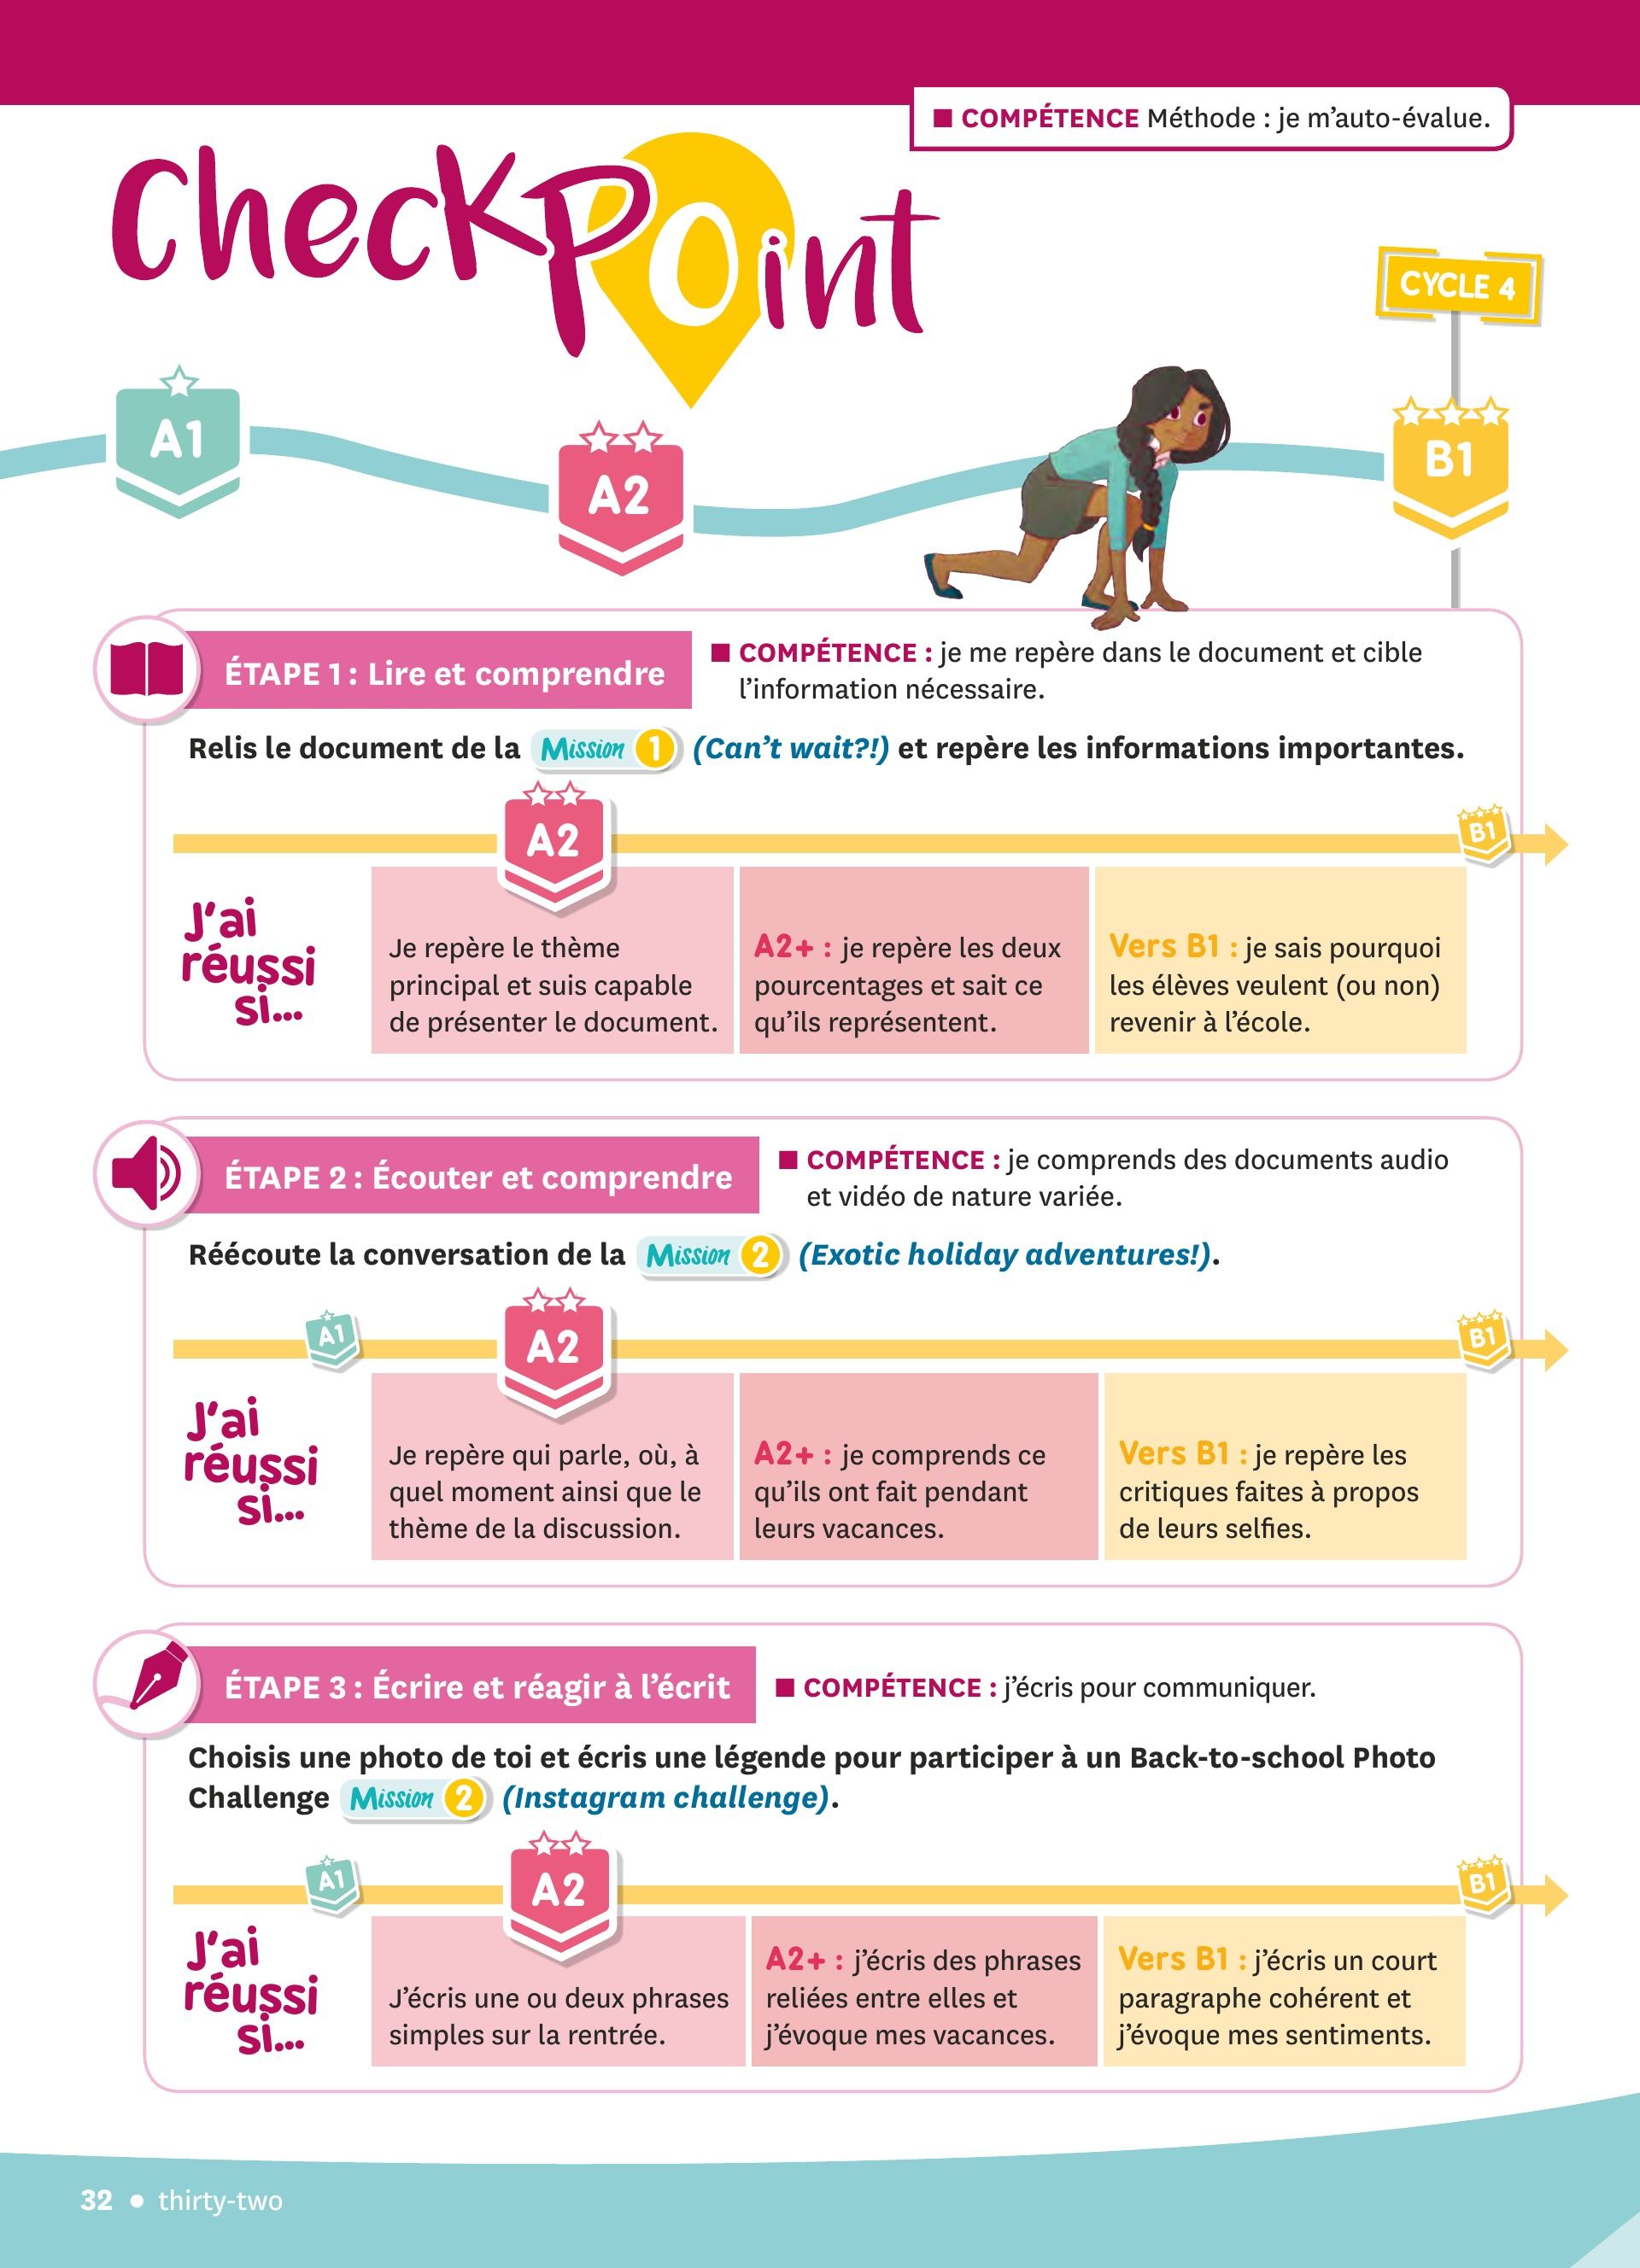 ■ COMPÉTENCE Méthode : je m'auto-évalue.
CheckPoint
CYCLE 4
A1
A2
B1
ÉTAPE 1 : Lire et comprendre
■ COMPÉTENCE : je me repère dans le document et cible
l'information nécessaire.
Relis le document de la Mission 1 (Can't wait?!) et repère les informations importantes.
A2
B1
J'ai
réussi
si...
Je repère le thème
principal et suis capable
de présenter le document.
A2+ : je repère les deux
pourcentages et sait ce
qu'ils représentent.
Vers B1 : je sais pourquoi
les élèves veulent (ou non)
revenir à l'école.
ÉTAPE 2 : Écouter et comprendre
■ COMPÉTENCE : je comprends des documents audio
et vidéo de nature variée.
Réécoute la conversation de la Mission 2 (Exotic holiday adventures!).
A1
A2
B1
J'ai
réussi
si...
Je repère qui parle, où, à
quel moment ainsi que le
thème de la discussion.
A2+ : je comprends ce
qu'ils ont fait pendant
leurs vacances.
Vers B1 : je repère les
critiques faites à propos
de leurs selfies.
ÉTAPE 3 : Écrire et réagir à l'écrit
■ COMPÉTENCE : j'écris pour communiquer.
Choisis une photo de toi et écris une légende pour participer à un Back-to-school Photo
Challenge Mission 2 (Instagram challenge).
A1
A2
B1
J'ai
réussi
si...
J'écris une ou deux phrases
simples sur la rentrée.
A2+ : j'écris des phrases
reliées entre elles et
j'évoque mes vacances.
Vers B1 : j'écris un court
paragraphe cohérent et
j'évoque mes sentiments.
32 • thirty-two